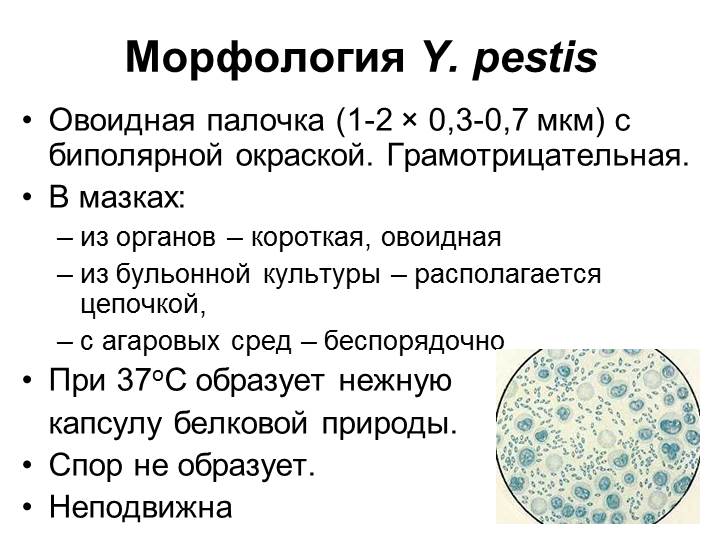 Морфология Y. pestis
• Овоидная палочка (1-2 × 0,3-0,7 мкм) с
биполярной окраской. Грамотрицательная.
• В мазках:
– из органов – короткая, овоидная
– из бульонной культуры – располагается
цепочкой,
– с агаровых сред – беспорядочно
• При 37ºС образует нежную
капсулу белковой природы.
• Спор не образует.
• Неподвижна